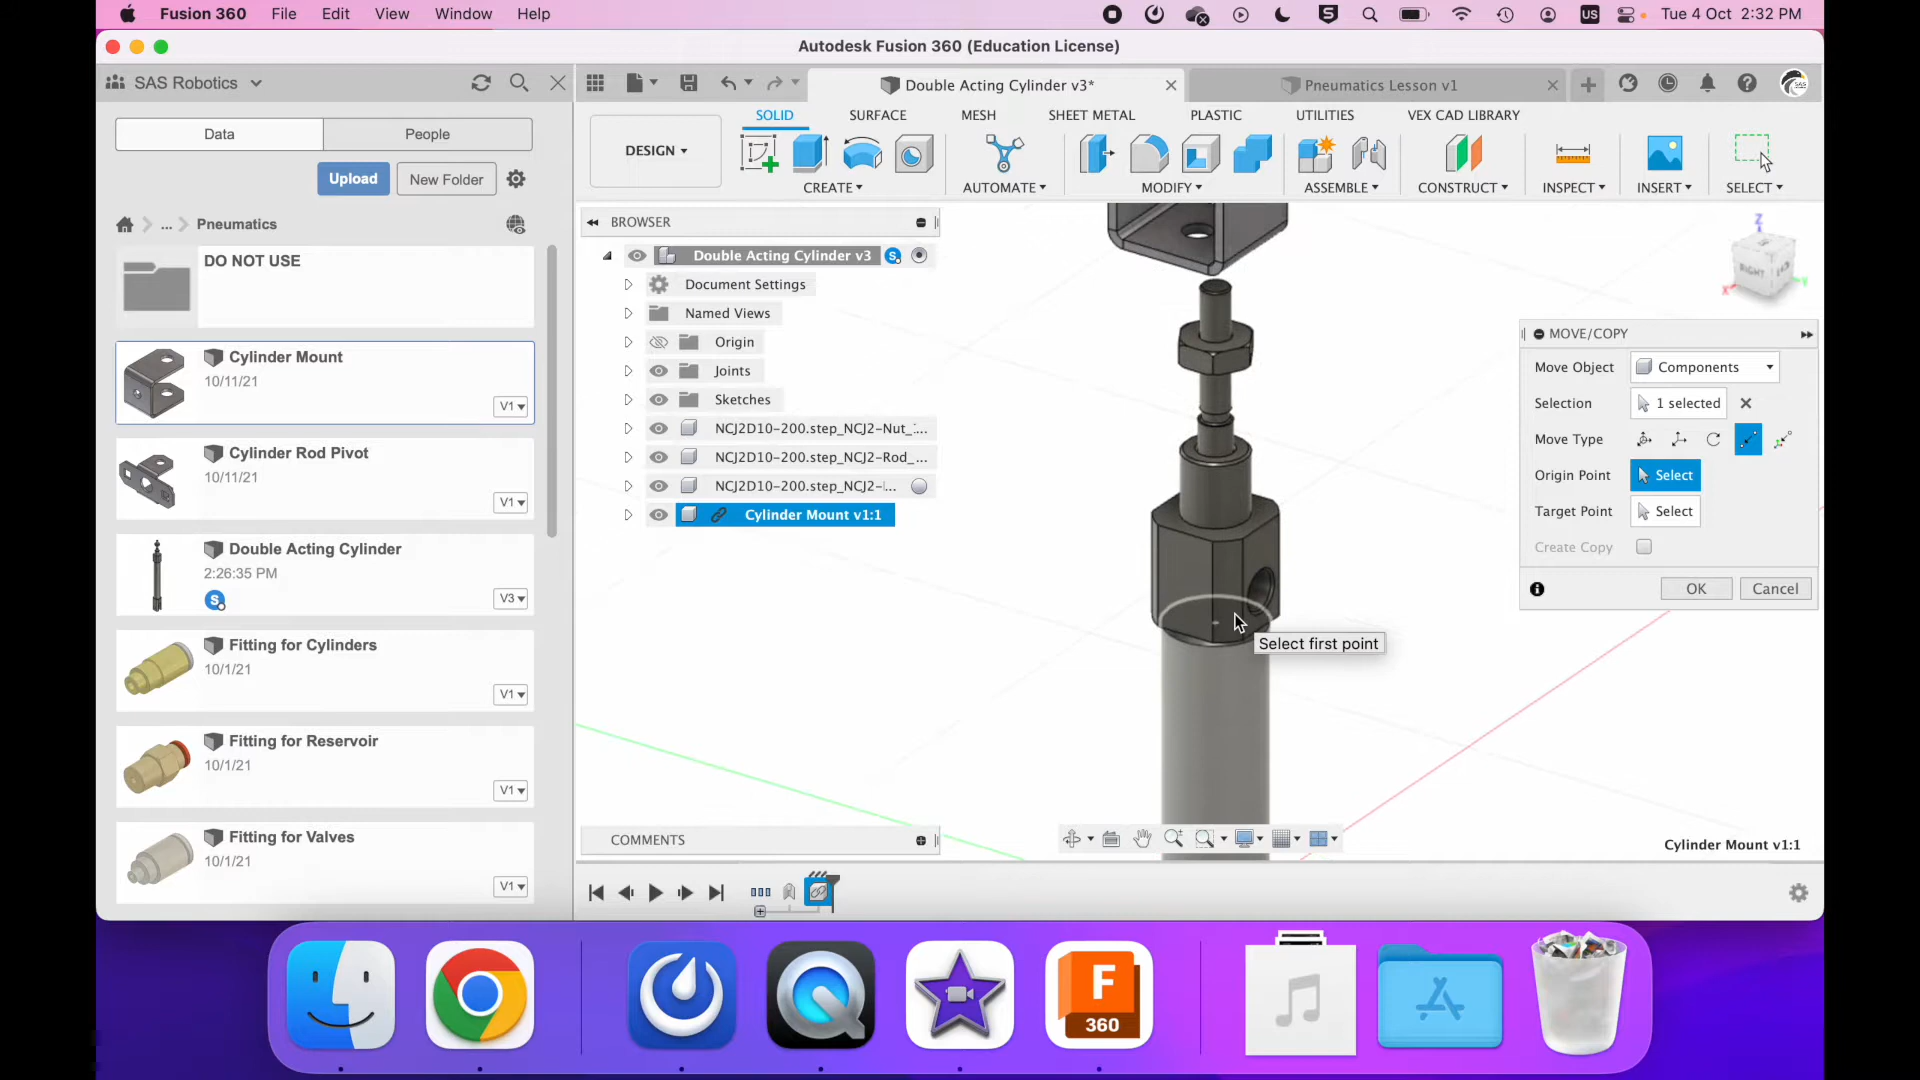 Fusion 360 File Edit View Window Help
US Tue 4 Oct 2:32 PM
Autodesk Fusion 360 (Education License)
SAS Robotics
Double Acting Cylinder v3*
Pneumatics Lesson v1
Data
People
Upload
New Folder
... Pneumatics
DO NOT USE
Cylinder Mount
10/11/21
V1
Cylinder Rod Pivot
10/11/21
V1
Double Acting Cylinder
2:26:35 PM
S
V3
Fitting for Cylinders
10/1/21
V1
Fitting for Reservoir
10/1/21
V1
Fitting for Valves
10/1/21
V1
SOLID SURFACE MESH SHEET METAL PLASTIC UTILITIES VEX CAD LIBRARY
DESIGN
CREATE AUTOMATE MODIFY ASSEMBLE CONSTRUCT INSPECT INSERT SELECT
BROWSER
Double Acting Cylinder v3
S
Document Settings
Named Views
Origin
Joints
Sketches
NCJ2D10-200.step_NCJ2-Nut_:...
NCJ2D10-200.step_NCJ2-Rod_...
NCJ2D10-200.step_NCJ2-l...
Cylinder Mount v1:1
Z
RIGHT
X
Y
MOVE/COPY
Move Object Components
Selection 1 selected
Move Type
Origin Point Select
Target Point Select
Create Copy
OK Cancel
Select first point
COMMENTS
Cylinder Mount v1:1
F
360